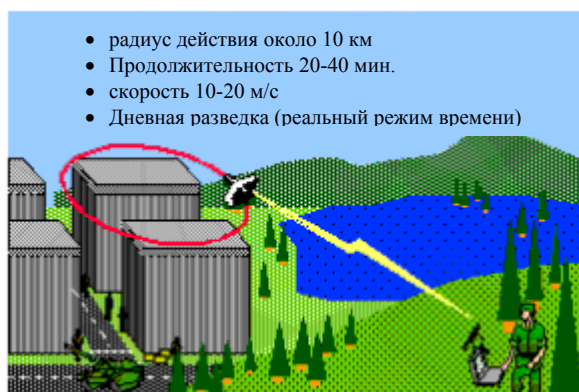 • радиус действия около 10 км
• Продолжительность 20-40 мин.
• скорость 10-20 м/с
• Дневная разведка (реальный режим времени)